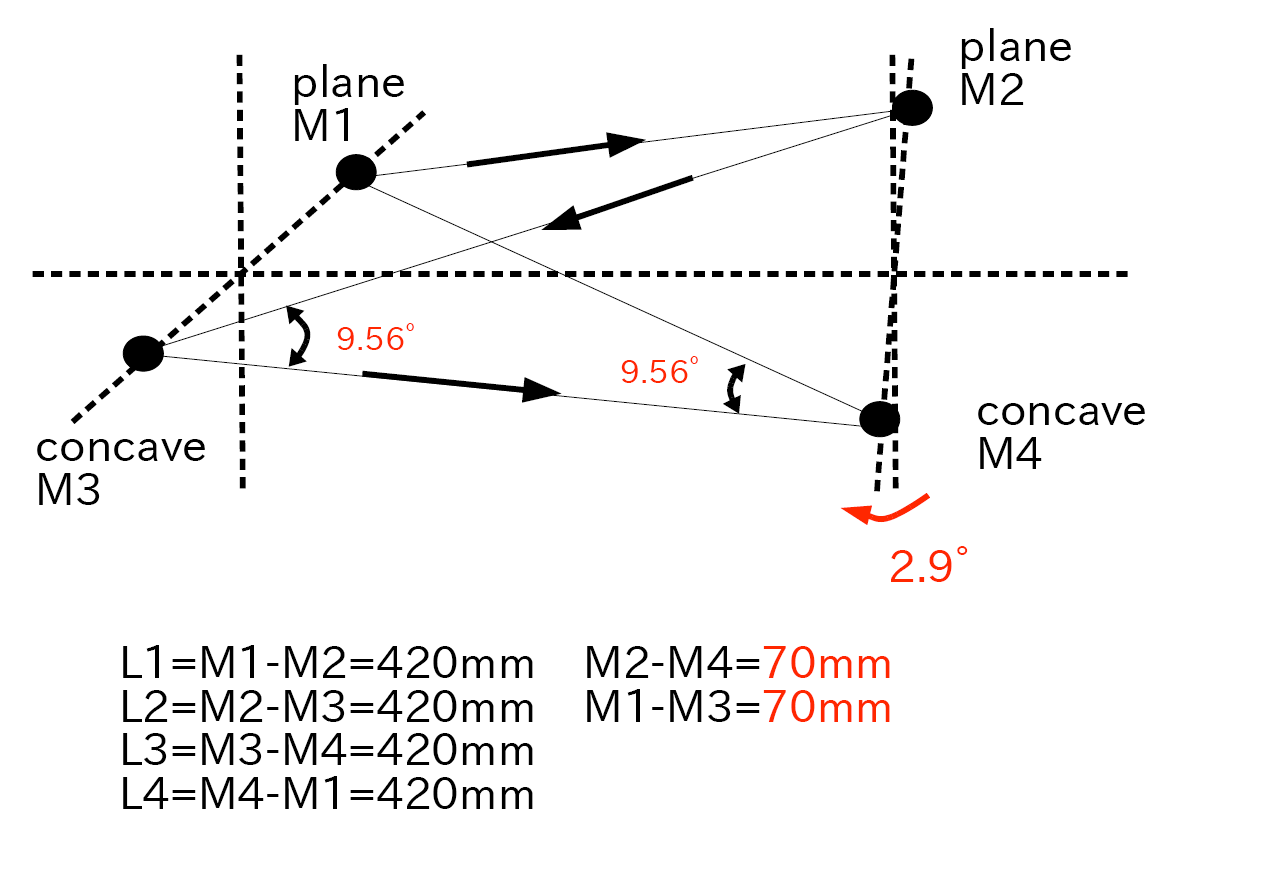 plane
M1
plane
M2
9.56°
9.56°
concave
M3
concave
M4
2.9°
L1=M1-M2=420mm M2-M4=70mm
L2=M2-M3=420mm M1-M3=70mm
L3=M3-M4=420mm
L4=M4-M1=420mm